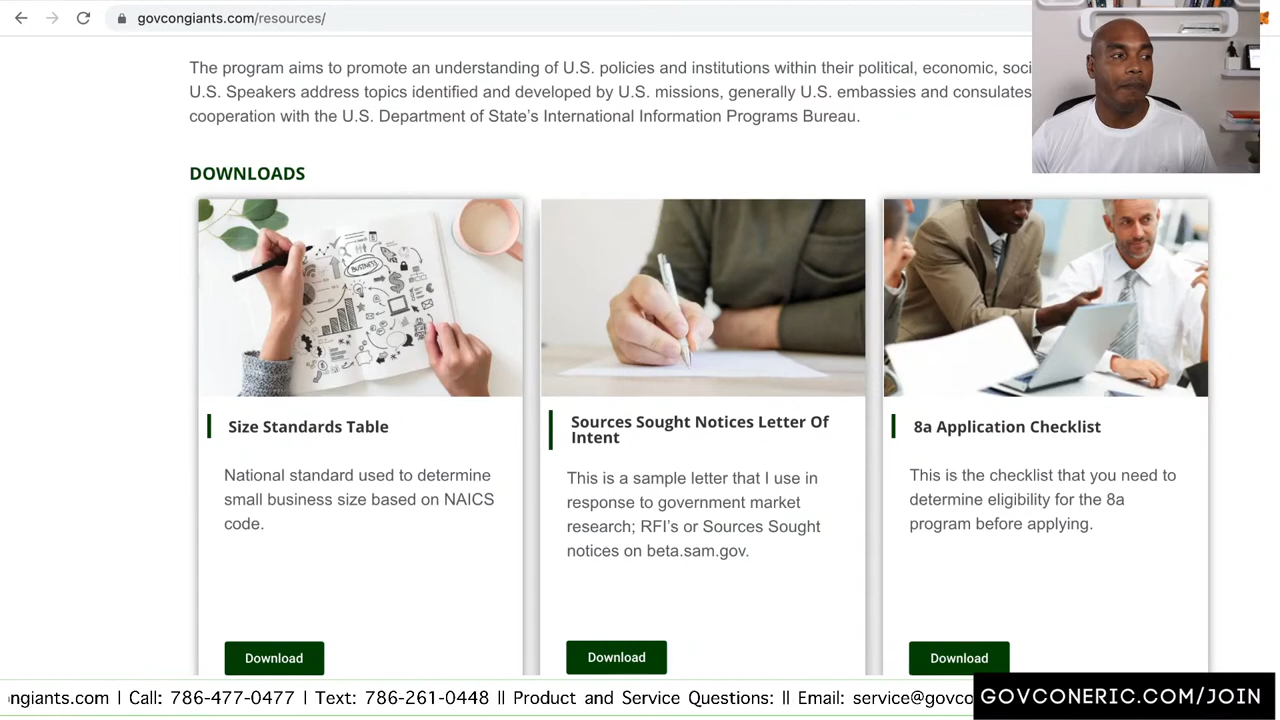 govcongiants.com/resources/
The program aims to promote an understanding of U.S. policies and institutions within their political, economic, soci
U.S. Speakers address topics identified and developed by U.S. missions, generally U.S. embassies and consulates
cooperation with the U.S. Department of State's International Information Programs Bureau.
DOWNLOADS
BUSINESS
Size Standards Table
National standard used to determine
small business size based on NAICS
code.
Download
Sources Sought Notices Letter Of
Intent
This is a sample letter that I use in
response to government market
research; RFI's or Sources Sought
notices on beta.sam.gov.
Download
8a Application Checklist
This is the checklist that you need to
determine eligibility for the 8a
program before applying.
Download
ongiants.com | Call: 786-477-0477 | Text: 786-261-0448 || Product and Service Questions: || Email: service@govco
GOVCONERIC.COM/JOIN